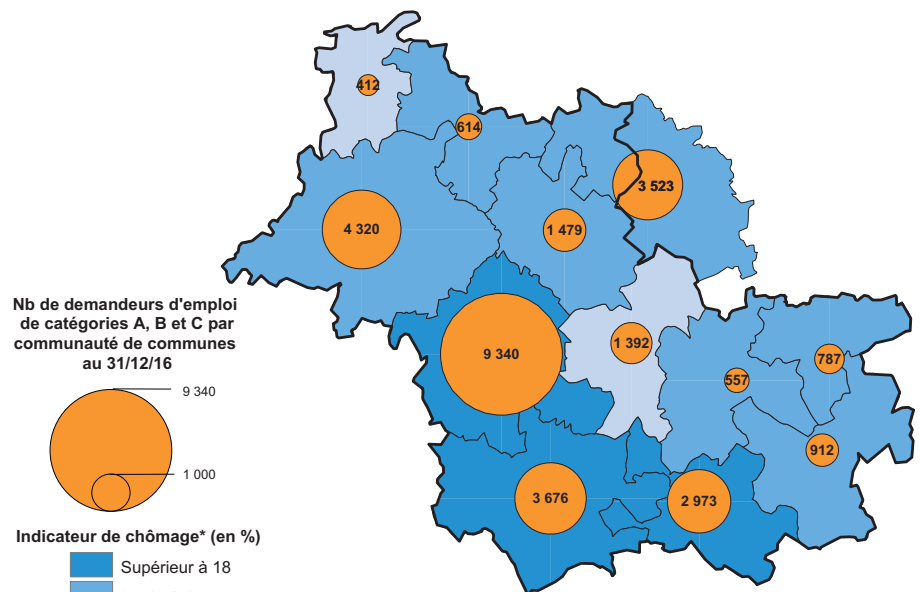 412
614
3 523
4 320
1 479
Nb de demandeurs d'emploi
de catégories A, B et C par
communauté de communes
au 31/12/16
9 340
1 392
787
557
9 340
912
1 000
3 676
2 973
Indicateur de chômage* (en %)
Supérieur à 18